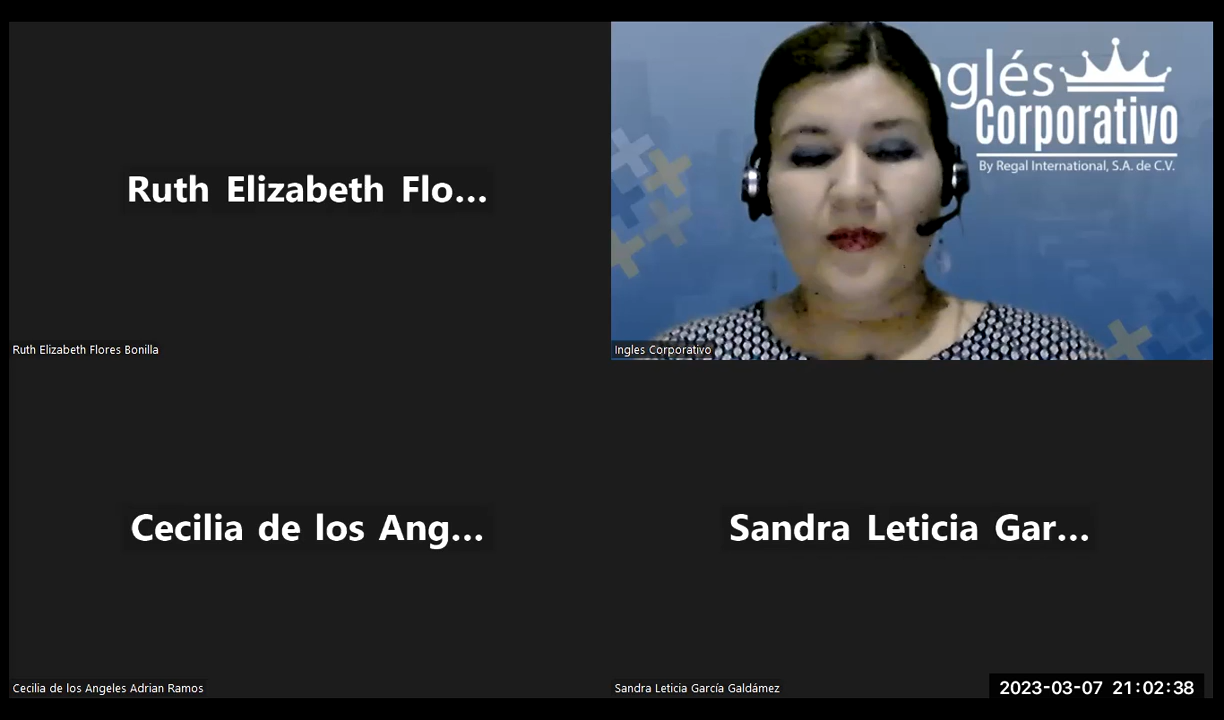 Ruth Elizabeth Flo...
Ruth Elizabeth Flores Bonilla
nglés
Corporativo
By Regal International, S.A. de C.V.
Ingles Corporativo
Cecilia de los Ang...
Cecilia de los Angeles Adrian Ramos
Sandra Leticia Gar...
Sandra Leticia García Galdámez
2023-03-07 21:02:38